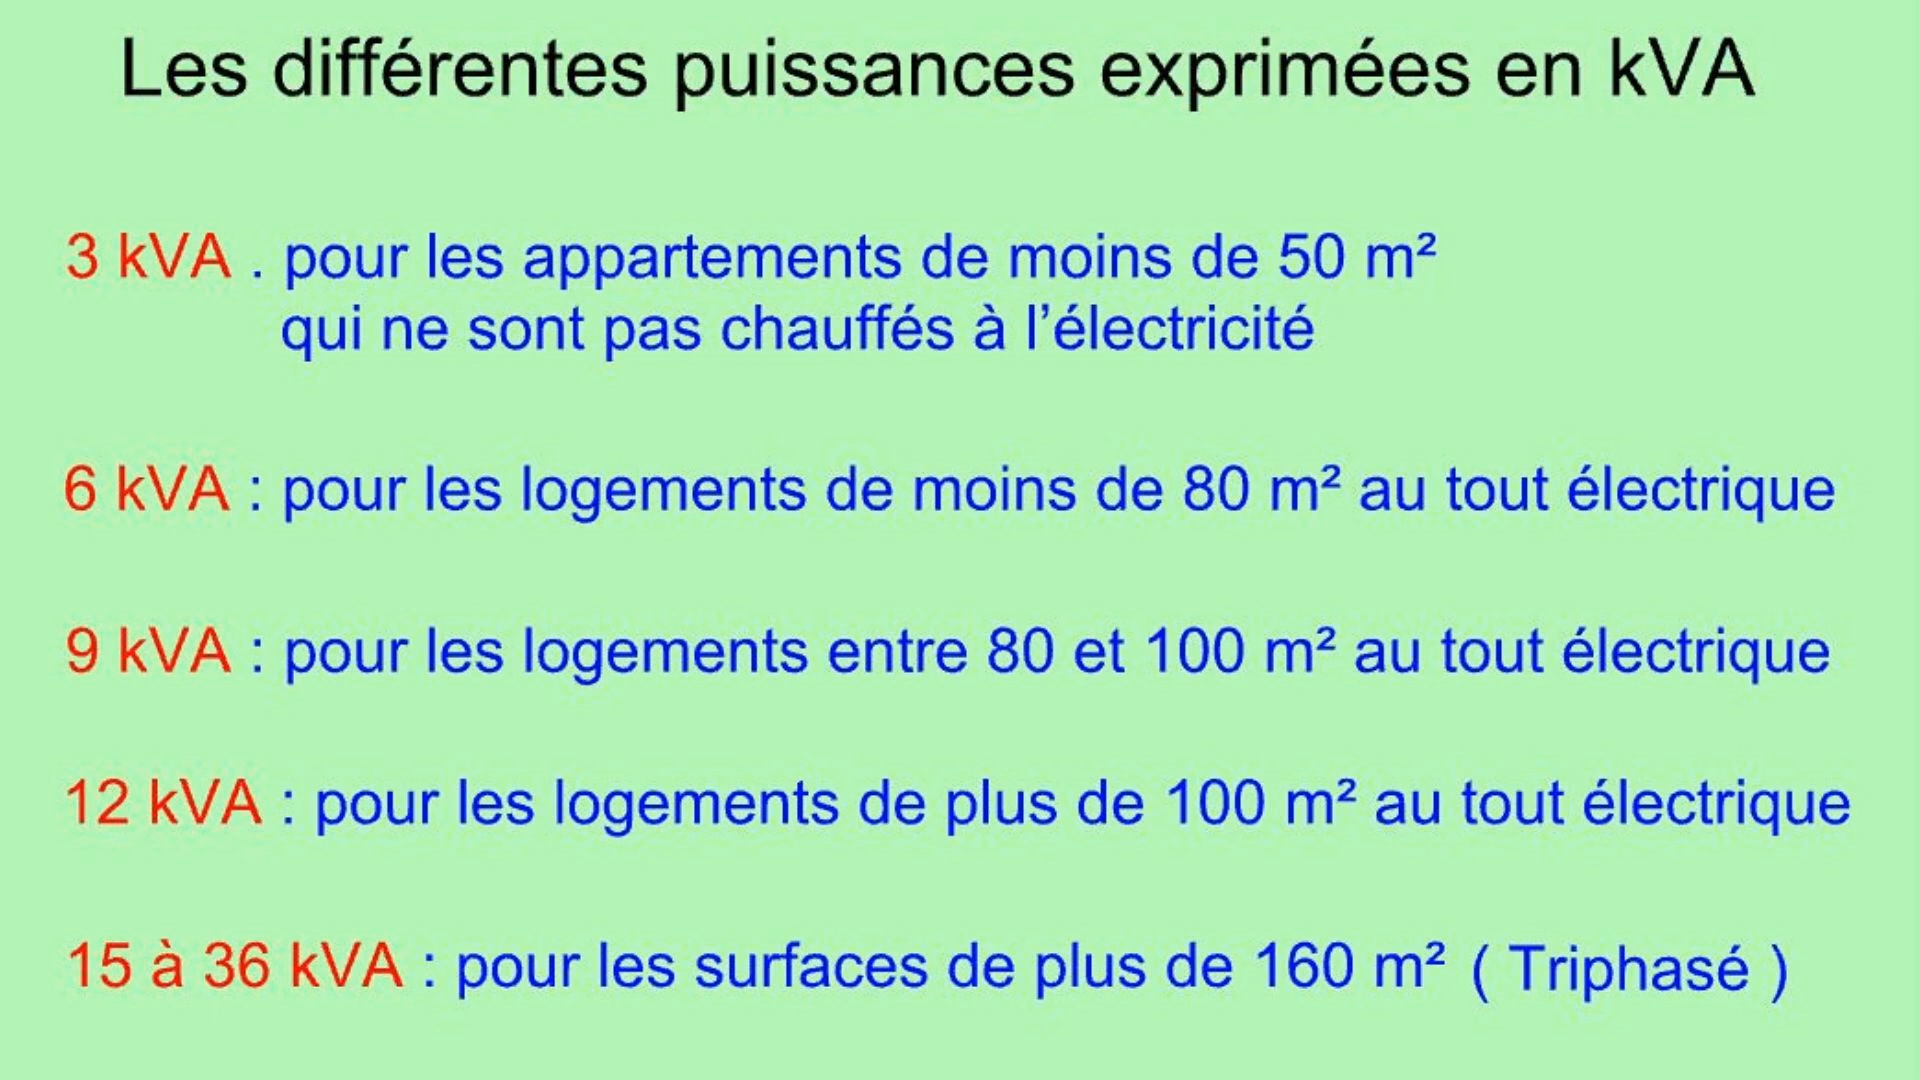 Les différentes puissances exprimées en kVA
3 kVA . pour les appartements de moins de 50 m²
qui ne sont pas chauffés à l’électricité
6 kVA : pour les logements de moins de 80 m² au tout électrique
9 kVA : pour les logements entre 80 et 100 m² au tout électrique
12 kVA : pour les logements de plus de 100 m² au tout électrique
15 à 36 kVA : pour les surfaces de plus de 160 m² ( Triphasé )